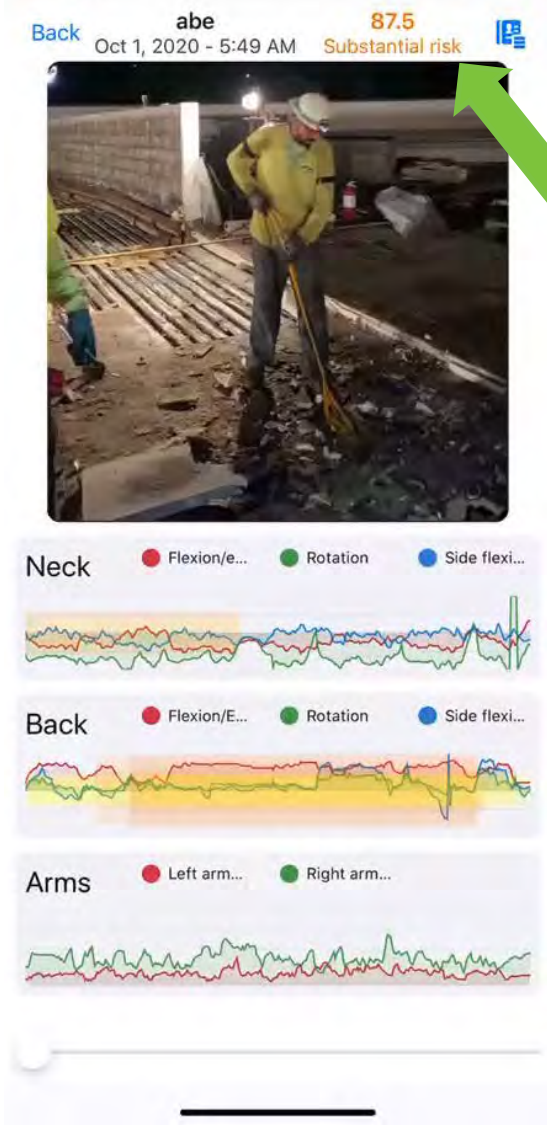 Back
abe
Oct 1, 2020 - 5:49 AM
87.5
Substantial risk
Neck
Flexion/e...
Rotation
Side flexi...
Back
Flexion/E...
Rotation
Side flexi...
Arms
Left arm...
Right arm...